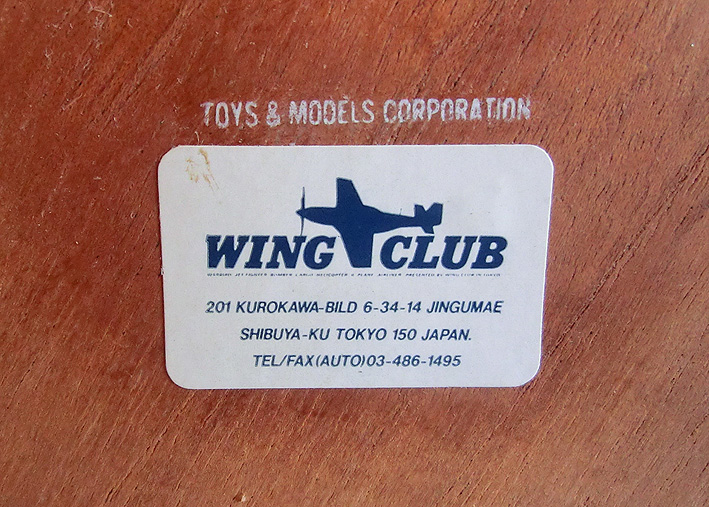 TOYS & MODELS CORPORATION
WING CLUB
201 KUROKAWA-BILD 6-34-14 JINGUMAE
SHIBUYA-KU TOKYO 150 JAPAN.
TEL/FAX(AUTO)03-486-1495